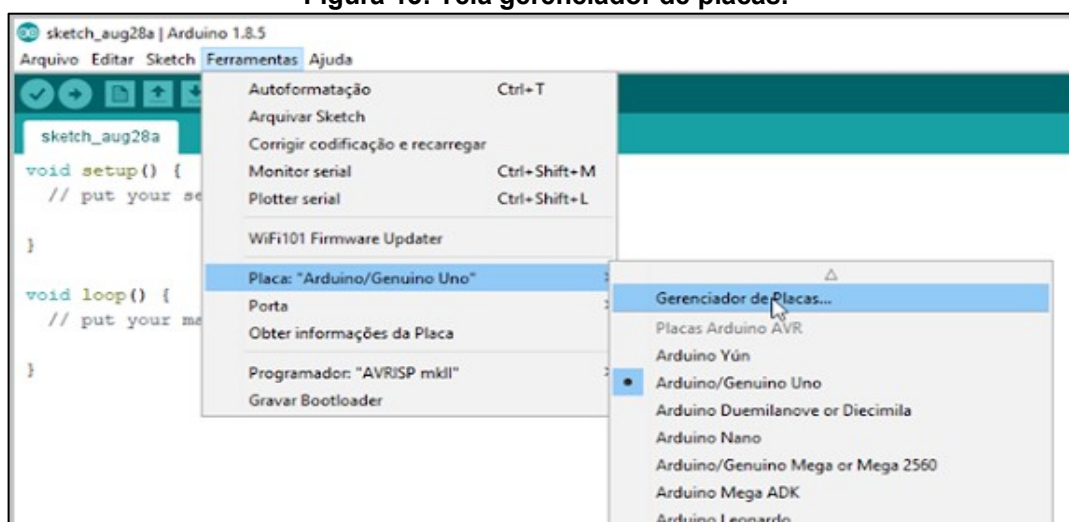 Figura 13: Tela gerenciador de placas.
sketch_aug28a | Arduino 1.8.5
Arquivo Editar Sketch Ferramentas Ajuda
sketch_aug28a
void setup() {
// put your se
}
void loop() {
// put your ma
}
Autoformatação Ctrl+T
Arquivar Sketch
Corrigir codificação e recarregar
Monitor serial Ctrl+Shift+M
Plotter serial Ctrl+Shift+L
WiFi101 Firmware Updater
Placa: "Arduino/Genuino Uno"
Porta
Obter informações da Placa
Programador: "AVRISP mkII"
Gravar Bootloader
Gerenciador de Placas...
Placas Arduino AVR
Arduino Yún
Arduino/Genuino Uno
Arduino Duemilanove or Diecimila
Arduino Nano
Arduino/Genuino Mega or Mega 2560
Arduino Mega ADK
Arduino Leonardo